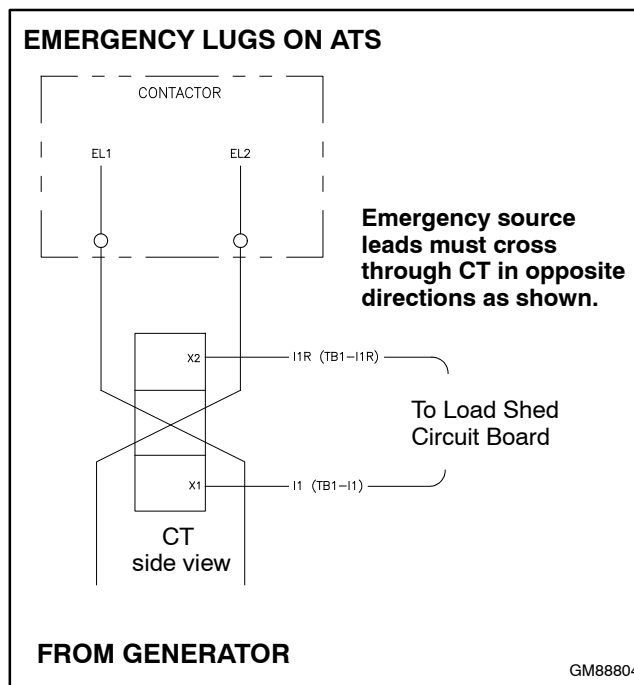 EMERGENCY LUGS ON ATS
CONTACTOR
EL1
EL2
Emergency source
leads must cross
through CT in opposite
directions as shown.
X2
I1R (TB1-I1R)
To Load Shed
Circuit Board
X1
I1 (TB1-I1)
CT
side view
FROM GENERATOR
GM88804